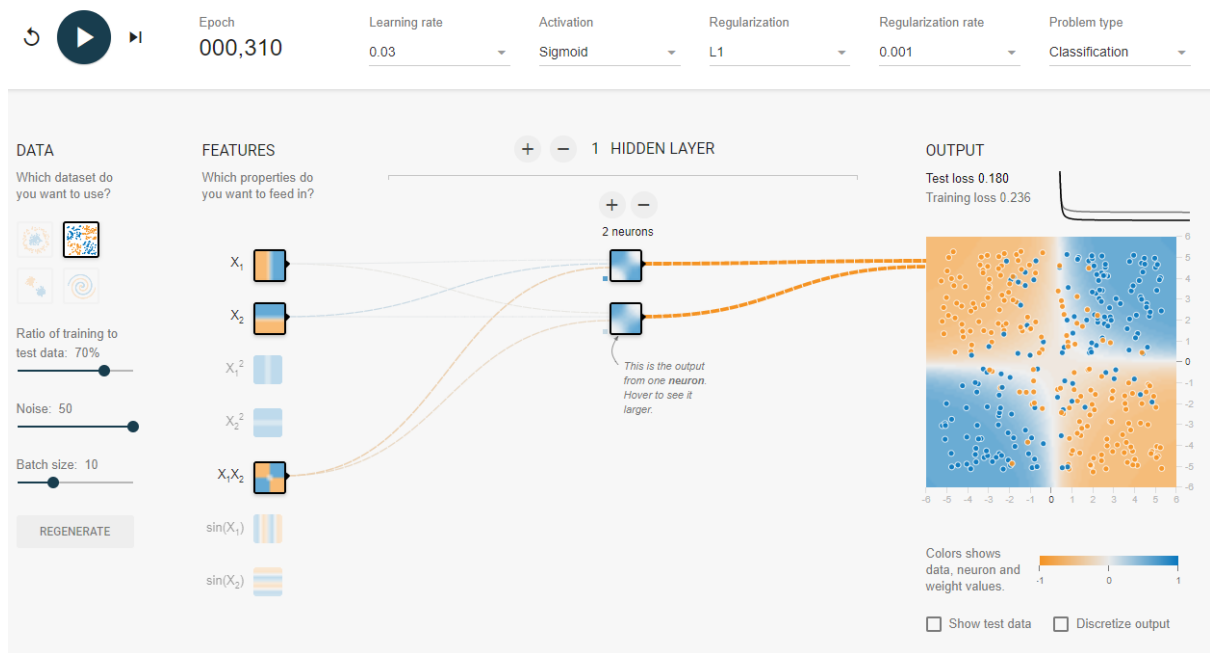 Epoch
000,310
Learning rate
0.03
Activation
Sigmoid
Regularization
L1
Regularization rate
0.001
Problem type
Classification
DATA
Which dataset do
you want to use?
Ratio of training to
test data: 70%
Noise: 50
Batch size: 10
REGENERATE
FEATURES
Which properties do
you want to feed in?
X₁
X₂
X₁²
X₂²
X₁X₂
sin(X₁)
sin(X₂)
+ − 1 HIDDEN LAYER
+ −
2 neurons
This is the output
from one neuron.
Hover to see it
larger.
OUTPUT
Test loss 0.180
Training loss 0.236
6
5
4
3
2
1
0
-1
-2
-3
-4
-5
-6
-6 -5 -4 -3 -2 -1 0 1 2 3 4 5 6
Colors shows
data, neuron and
weight values.
-1 0 1
Show test data
Discretize output